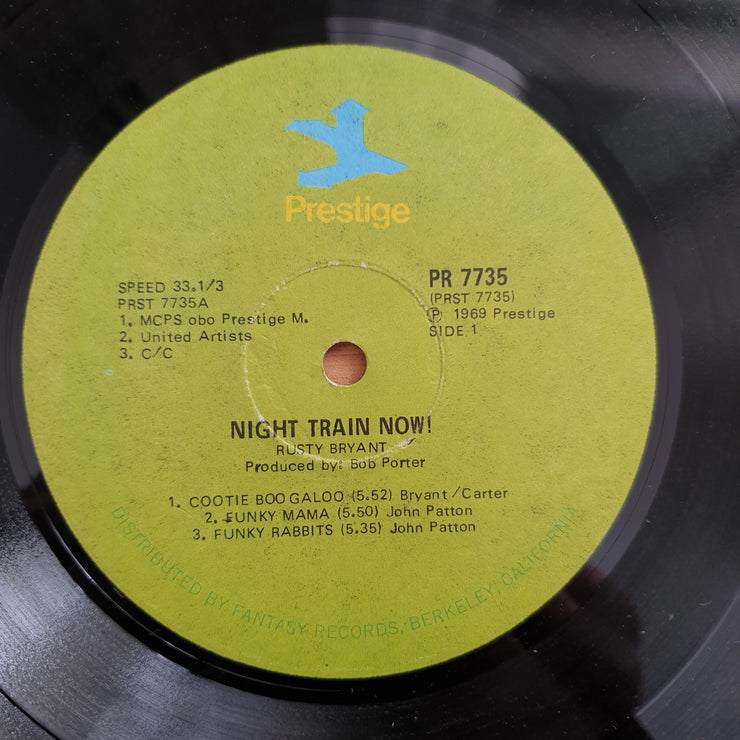 Prestige
SPEED 33.1/3
PRST 7735A
1. MCPS obo Prestige M.
2. United Artists
3. C/C
PR 7735
(PRST 7735)
Ⓟ 1969 Prestige
SIDE 1
NIGHT TRAIN NOW!
RUSTY BRYANT
Produced by: Bob Porter
1. COOTIE BOO GALOO (5.52) Bryant/Carter
2. FUNKY MAMA (5.50) John Patton
3. FUNKY RABBITS (5.35) John Patton
DISTRIBUTED BY FANTASY RECORDS, BERKELEY, CALIFORNIA